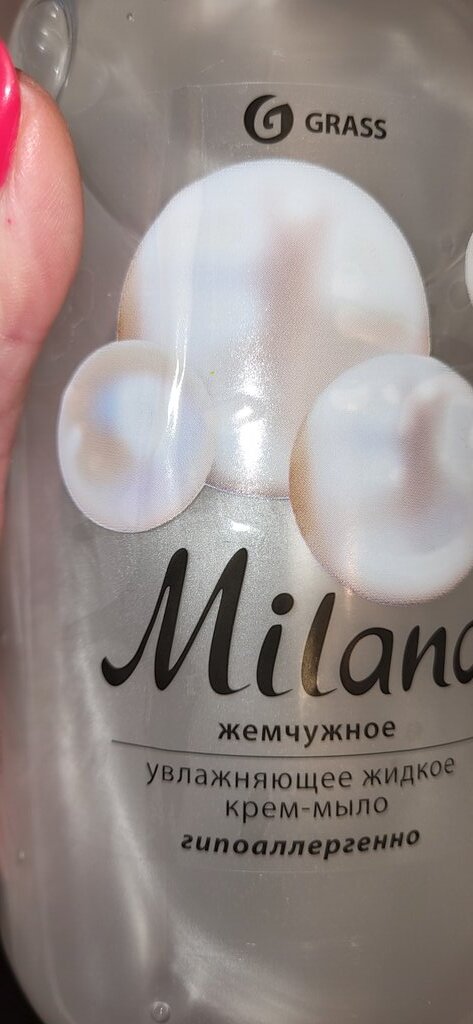 GRASS
Milana
жемчужное
увлажняющее жидкое
крем-мыло
гипоаллергенно